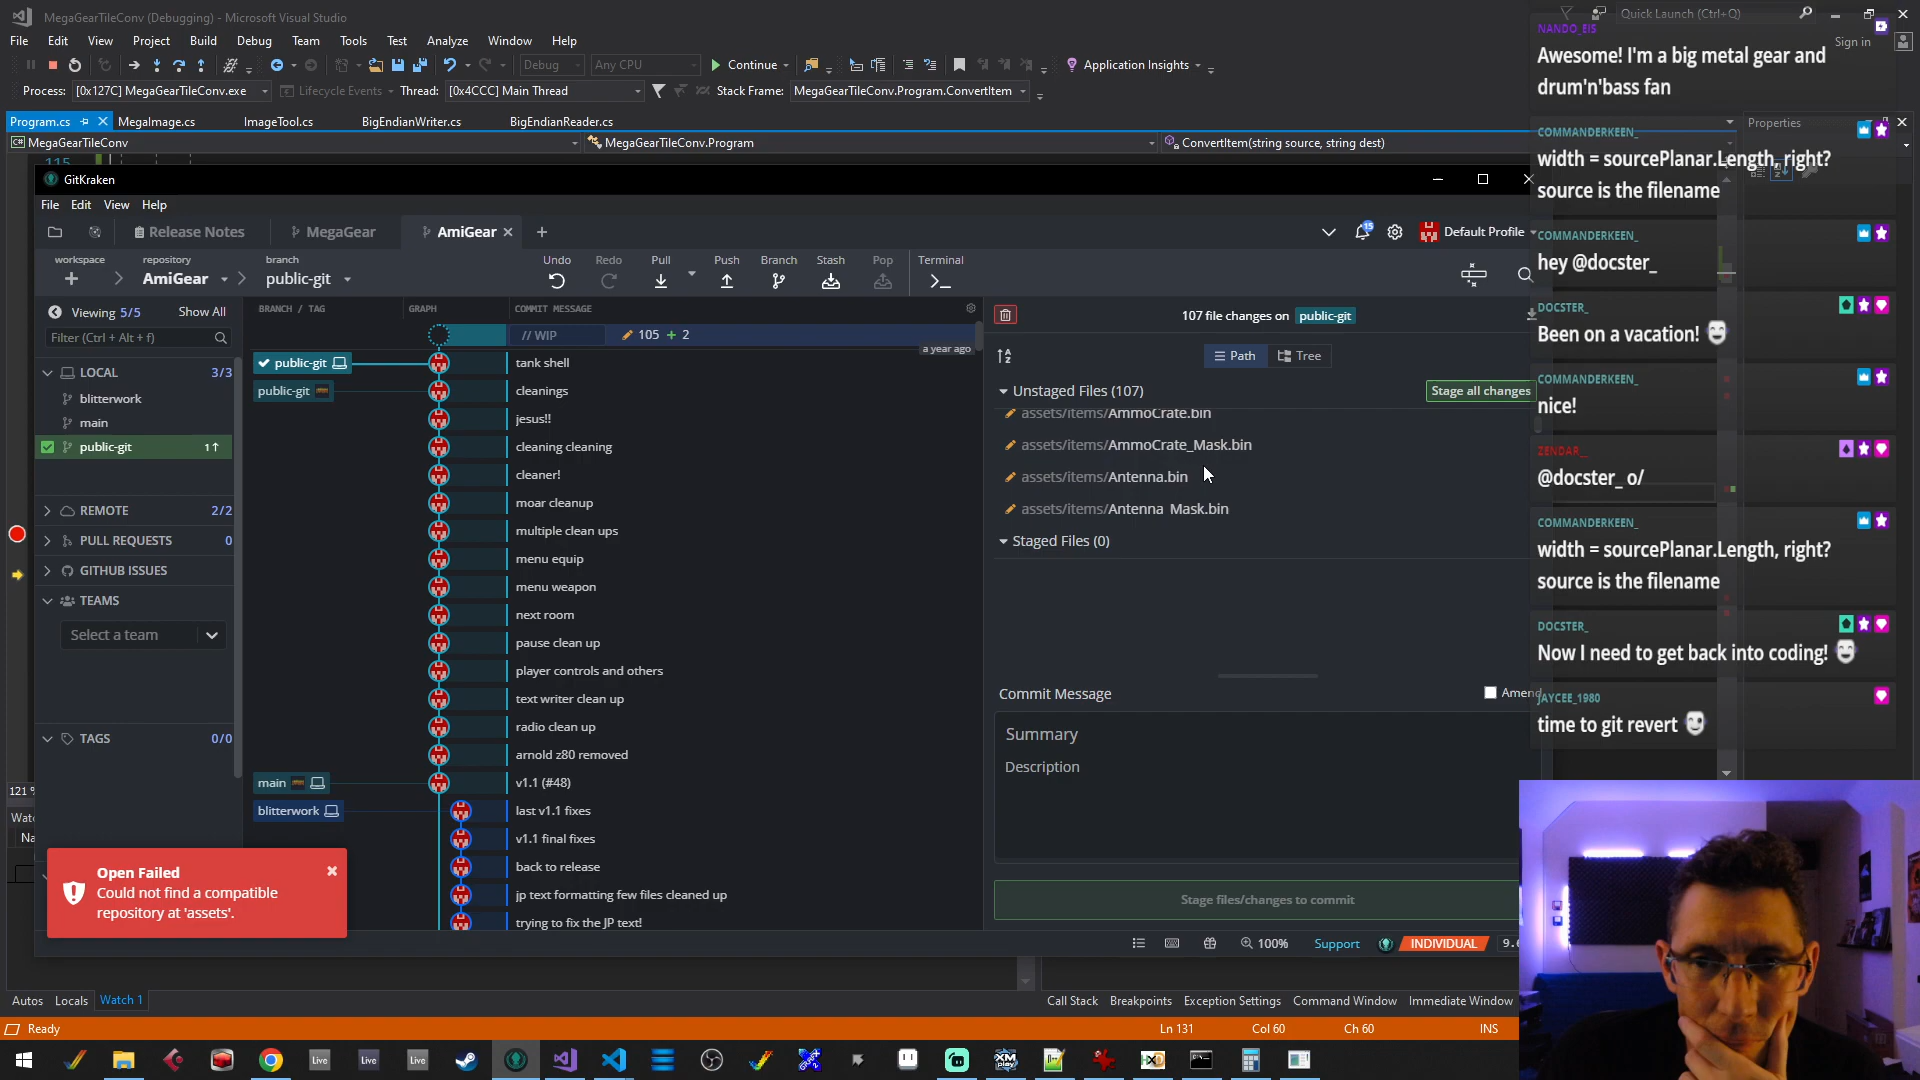 MegaGearTileConv (Debugging) - Microsoft Visual Studio
Quick Launch (Ctrl+Q)
File Edit View Project Build Debug Team Tools Test Analyze Window Help
Sign in
Debug Any CPU Continue Application Insights
Process: [0x127C] MegaGearTileConv.exe Lifecycle Events Thread: [0x4CCC] Main Thread Stack Frame: MegaGearTileConv.Program.ConvertItem
Program.cs MegaImage.cs ImageTool.cs BigEndianWriter.cs BigEndianReader.cs
Properties
MegaGearTileConv MegaGearTileConv.Program ConvertItem(string source, string dest)
115
GitKraken
File Edit View Help
Release Notes MegaGear AmiGear
15
Default Profile
workspace repository branch
AmiGear public-git
Undo Redo Pull Push Branch Stash Pop Terminal
Viewing 5/5 Show All
Filter (Ctrl + Alt + f)
LOCAL 3/3
blitterwork
main
public-git 1↑
REMOTE 2/2
PULL REQUESTS 0
GITHUB ISSUES
TEAMS
Select a team
TAGS 0/0
BRANCH / TAG GRAPH COMMIT MESSAGE
// WIP 105 + 2
a year ago
public-git tank shell
public-git cleanings
jesus!!
cleaning cleaning
cleaner!
moar cleanup
multiple clean ups
menu equip
menu weapon
next room
pause clean up
player controls and others
text writer clean up
radio clean up
arnold z80 removed
main v1.1 (#48)
blitterwork last v1.1 fixes
v1.1 final fixes
back to release
jp text formatting few files cleaned up
trying to fix the JP text!
107 file changes on public-git
Path Tree
Unstaged Files (107)
Stage all changes
assets/items/AmmoCrate.bin
assets/items/AmmoCrate_Mask.bin
assets/items/Antenna.bin
assets/items/Antenna_Mask.bin
Staged Files (0)
Commit Message
Amend
Summary
Description
Stage files/changes to commit
100% Support INDIVIDUAL
Open Failed
Could not find a compatible
repository at 'assets'.
121 %
Autos Locals Watch 1
Call Stack Breakpoints Exception Settings Command Window Immediate Window
Ready
Ln 131 Col 60 Ch 60 INS
Live Live Live
NANDO_EIS
Awesome! I'm a big metal gear and
drum'n'bass fan
COMMANDERKEEN_
width = sourcePlanar.Length, right?
source is the filename
COMMANDERKEEN_
hey @docster_
DOCSTER_
Been on a vacation!
COMMANDERKEEN_
nice!
ZENDAR__
@docster_ o/
COMMANDERKEEN_
width = sourcePlanar.Length, right?
source is the filename
DOCSTER_
Now I need to get back into coding!
JAYCEE_1980
time to git revert